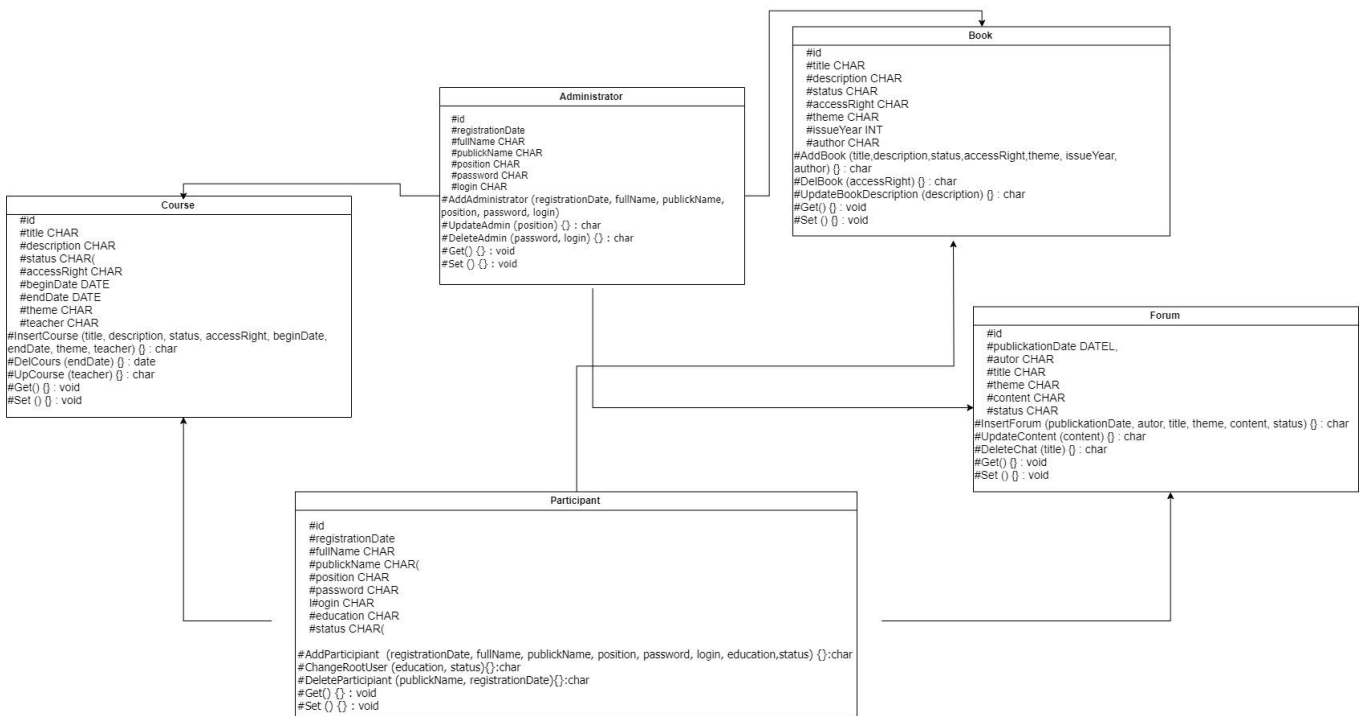 Book
#id
#title CHAR
#description CHAR
#status CHAR
#accessRight CHAR
#theme CHAR
#issueYear INT
#author CHAR
#AddBook (title,description,status,accessRight,theme, issueYear,
author) {} : char
#DelBook (accessRight) {} : char
#UpdateBookDescription (description) {} : char
#Get() {} : void
#Set () {} : void
Administrator
#id
#registrationDate
#fullName CHAR
#publickName CHAR
#position CHAR
#password CHAR
#login CHAR
#AddAdministrator (registrationDate, fullName, publickName,
position, password, login)
#UpdateAdmin (position) {} : char
#DeleteAdmin (password, login) {} : char
#Get() {} : void
#Set () {} : void
Course
#id
#title CHAR
#description CHAR
#status CHAR(
#accessRight CHAR
#beginDate DATE
#endDate DATE
#theme CHAR
#teacher CHAR
#InsertCourse (title, description, status, accessRight, beginDate,
endDate, theme, teacher) {} : char
#DelCours (endDate) {} : date
#UpCourse (teacher) {} : char
#Get() {} : void
#Set () {} : void
Forum
#id
#publickationDate DATEL,
#autor CHAR
#title CHAR
#theme CHAR
#content CHAR
#status CHAR
#InsertForum (publickationDate, autor, title, theme, content, status) {} : char
#UpdateContent (content) {} : char
#DeleteChat (title) {} : char
#Get() {} : void
#Set () {} : void
Participant
#id
#registrationDate
#fullName CHAR
#publickName CHAR(
#position CHAR
#password CHAR
l#ogin CHAR
#education CHAR
#status CHAR(
#AddParticipiant (registrationDate, fullName, publickName, position, password, login, education,status) {}:char
#ChangeRootUser (education, status){}:char
#DeleteParticipiant (publickName, registrationDate){}:char
#Get() {} : void
#Set () {} : void